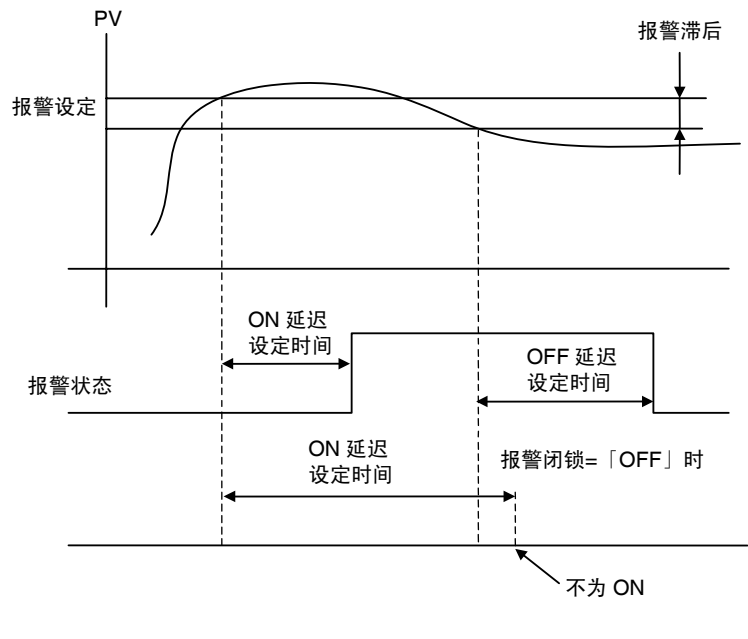 PV
报警滞后
报警设定
ON 延迟
设定时间
OFF 延迟
设定时间
报警状态
ON 延迟
设定时间
报警闭锁=「OFF」时
不为 ON